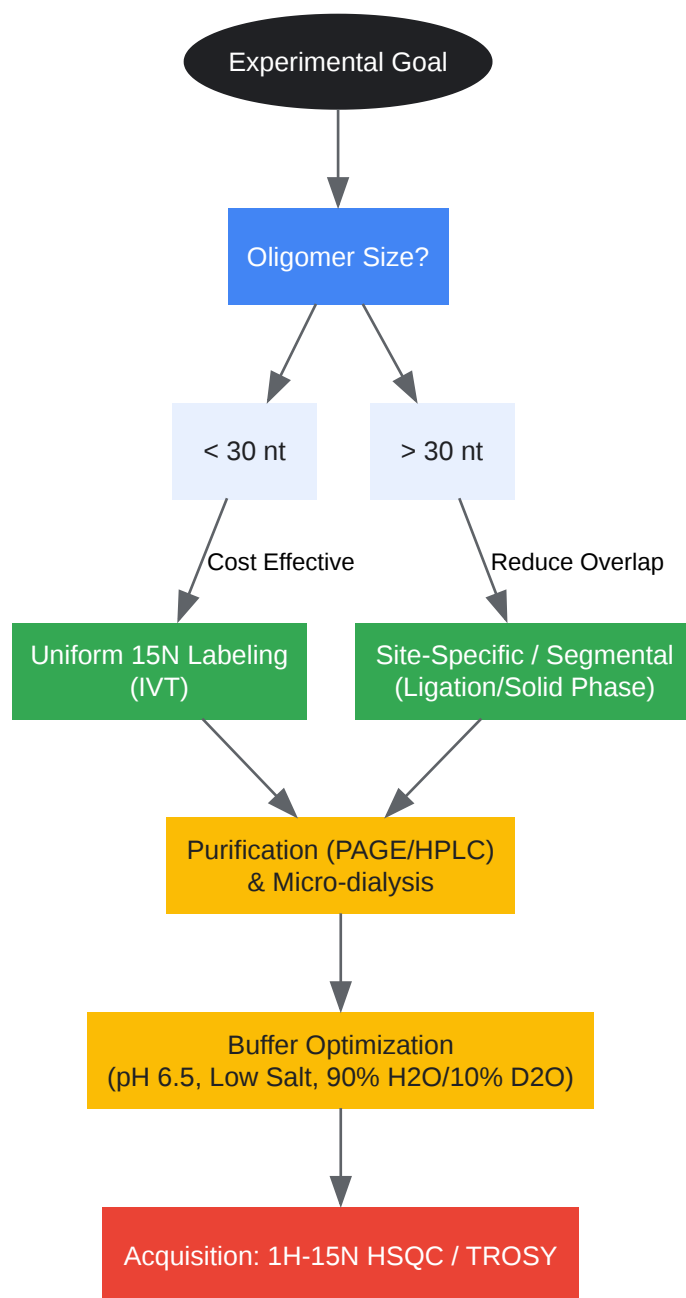 Experimental Goal
Oligomer Size?
< 30 nt
> 30 nt
Cost Effective
Reduce Overlap
Uniform 15N Labeling
(IVT)
Site-Specific / Segmental
(Ligation/Solid Phase)
Purification (PAGE/HPLC)
& Micro-dialysis
Buffer Optimization
(pH 6.5, Low Salt, 90% H2O/10% D2O)
Acquisition: 1H-15N HSQC / TROSY